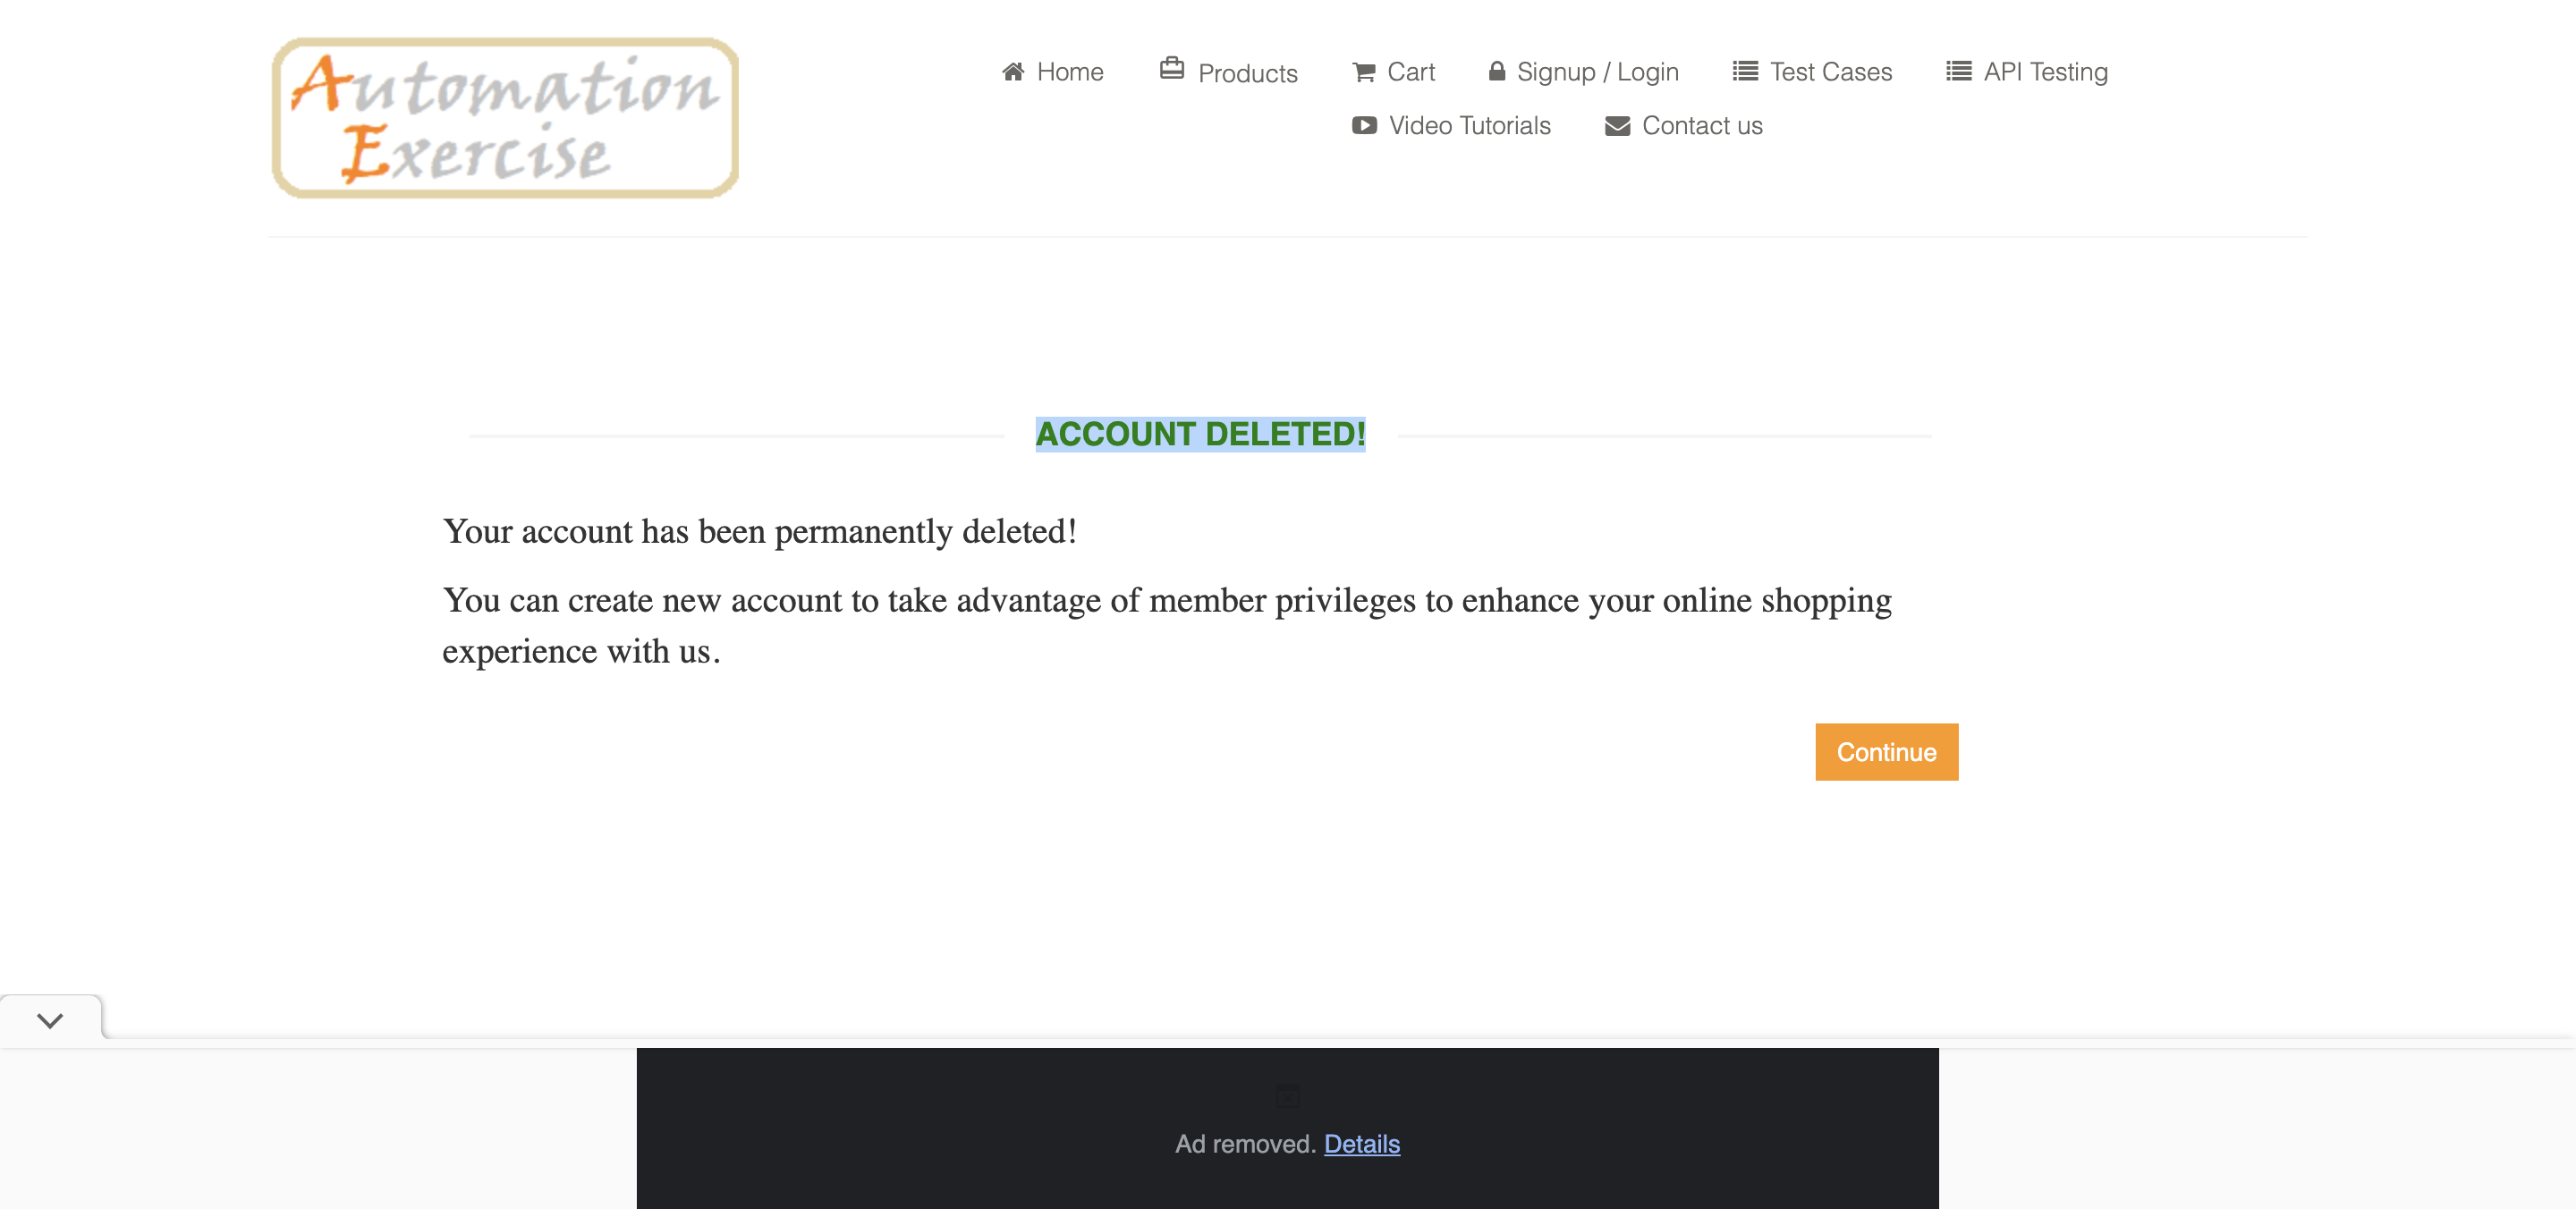 Automation
Exercise
Home Products Cart Signup / Login Test Cases API Testing
Video Tutorials Contact us
ACCOUNT DELETED!
Your account has been permanently deleted!
You can create new account to take advantage of member privileges to enhance your online shopping
experience with us.
Continue
Ad removed. Details